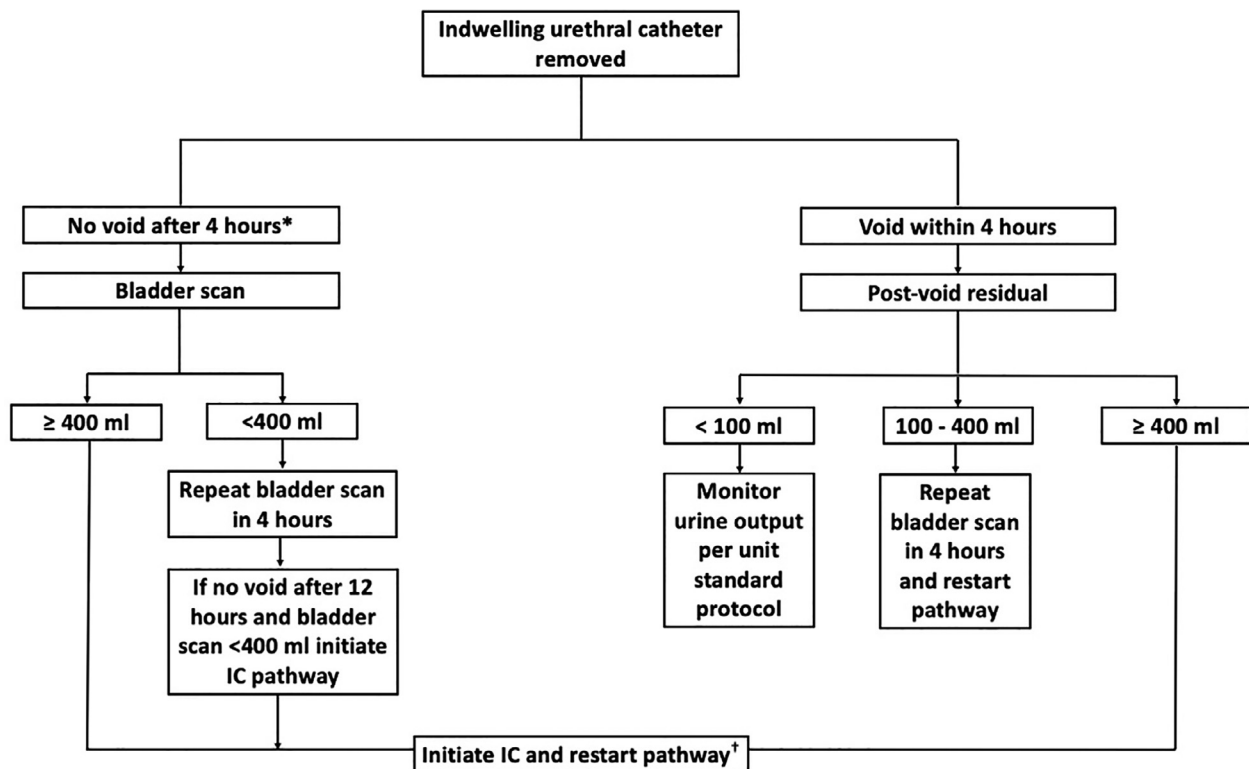 Indwelling urethral catheter
removed
No void after 4 hours*
Void within 4 hours
Bladder scan
Post-void residual
≥ 400 ml
<400 ml
< 100 ml
100 - 400 ml
≥ 400 ml
Repeat bladder scan
in 4 hours
Monitor
urine output
per unit
standard
protocol
Repeat
bladder scan
in 4 hours
and restart
pathway
If no void after 12
hours and bladder
scan <400 ml initiate
IC pathway
Initiate IC and restart pathway†